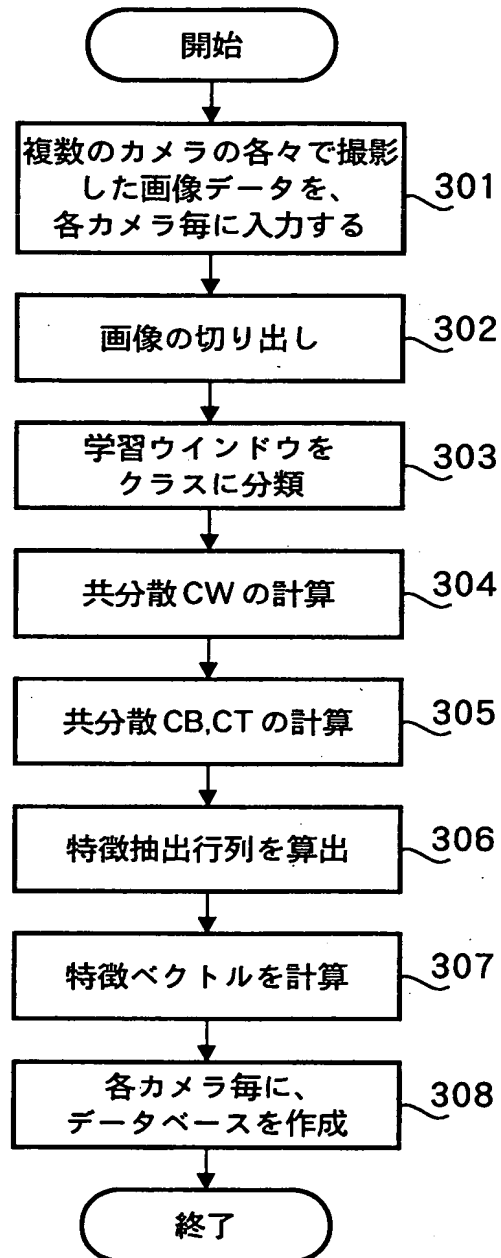 開始
複数のカメラの各々で撮影
した画像データを、
各カメラ毎に入力する
301
画像の切り出し
302
学習ウインドウを
クラスに分類
303
共分散CWの計算
304
共分散CB,CTの計算
305
特徴抽出行列を算出
306
特徴ベクトルを計算
307
各カメラ毎に、
データベースを作成
308
終了